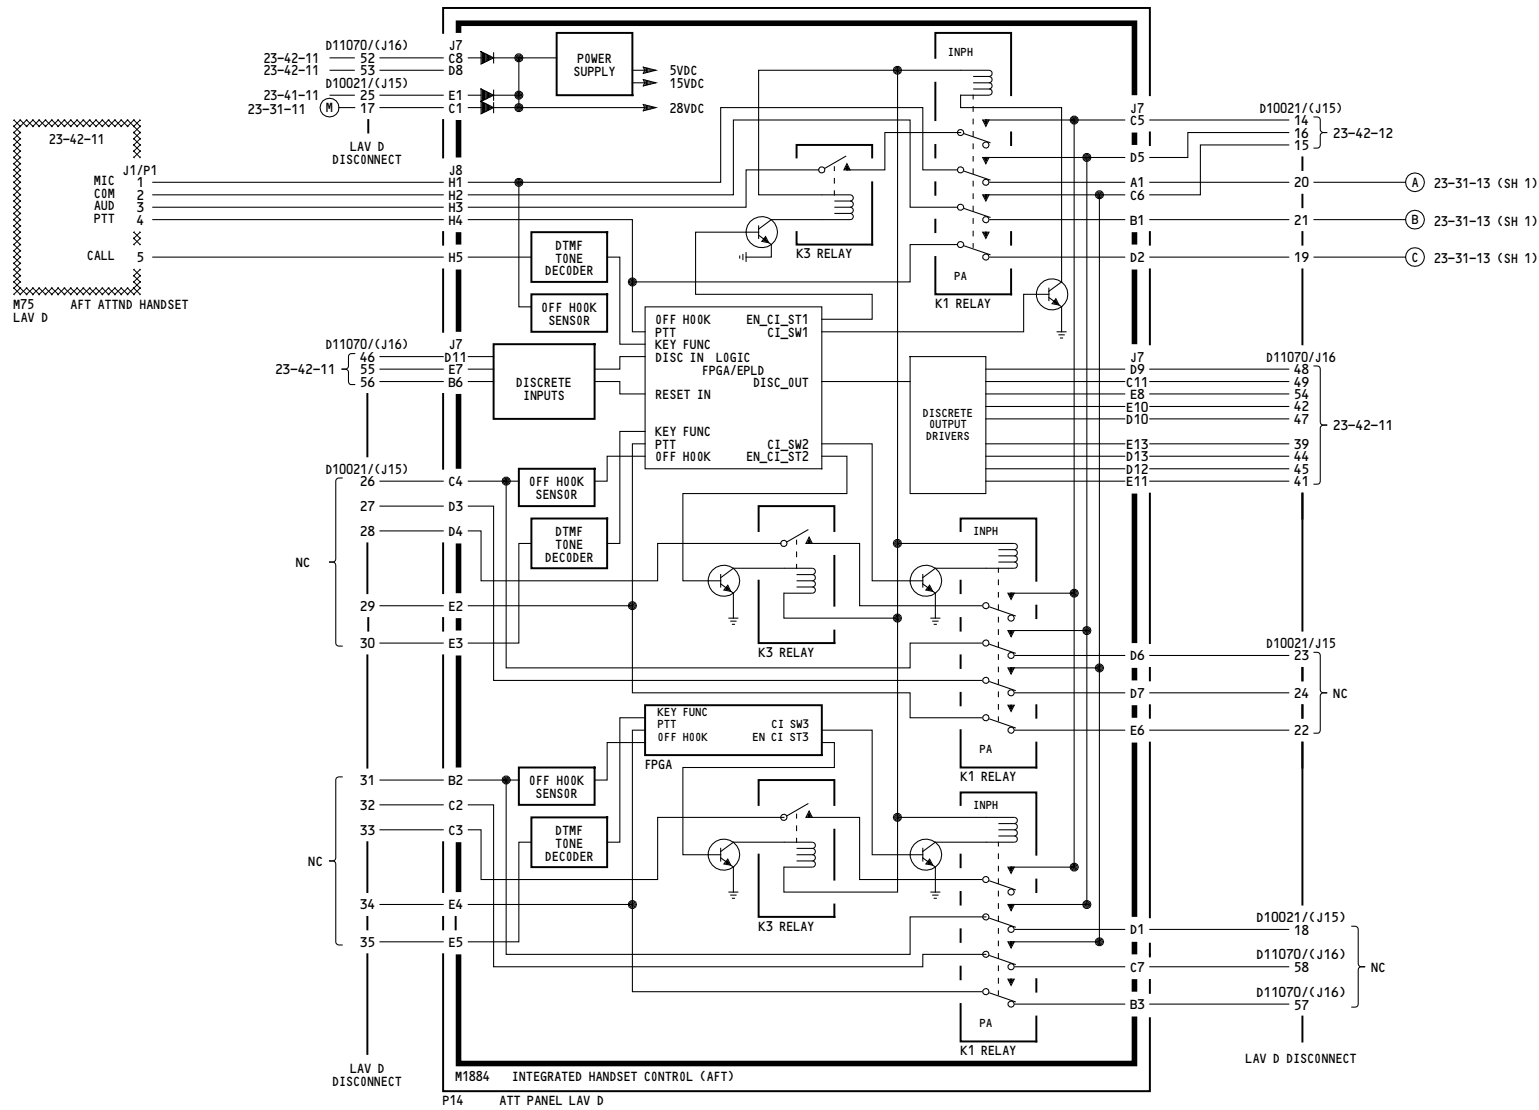 D11070/(J16)
23-42-11 52 C8
23-42-11 53 D8
J7
D10021/(J15)
23-41-11 25 E1
23-31-11 M 17 C1
LAV D
DISCONNECT
POWER
SUPPLY
5VDC
15VDC
28VDC
INPH
PA
K1 RELAY
K3 RELAY
23-42-11
J1/P1
J8
MIC 1 H1
COM 2 H2
AUD 3 H3
PTT 4 H4
CALL 5 H5
M75 AFT ATTND HANDSET
LAV D
DTMF
TONE
DECODER
OFF HOOK
SENSOR
J7
D10021/(J15)
C5 14
16
15
23-42-12
D5
A1 20 A 23-31-13 (SH 1)
C6
B1 21 B 23-31-13 (SH 1)
D2 19 C 23-31-13 (SH 1)
D11070/(J16)
J7
23-42-11
46 D11
55 E7
56 B6
DISCRETE
INPUTS
OFF HOOK EN_CI_ST1
PTT CI_SW1
KEY FUNC
DISC IN LOGIC
FPGA/EPLD
DISC_OUT
RESET IN
KEY FUNC
PTT CI_SW2
OFF HOOK EN_CI_ST2
DISCRETE
OUTPUT
DRIVERS
J7
D11070/J16
D9 48
C11 49
E8 54
E10 42
D10 47
23-42-11
E13 39
D13 44
D12 45
E11 41
D10021/(J15)
26 C4
27 D3
28 D4
NC
29 E2
30 E3
OFF HOOK
SENSOR
DTMF
TONE
DECODER
K3 RELAY
INPH
PA
K1 RELAY
D10021/J15
D6 23
D7 24 NC
E6 22
KEY FUNC
PTT CI SW3
OFF HOOK EN CI ST3
FPGA
31 B2
32 C2
33 C3
NC
34 E4
35 E5
OFF HOOK
SENSOR
DTMF
TONE
DECODER
K3 RELAY
INPH
PA
K1 RELAY
D10021/(J15)
D1 18
D11070/(J16)
C7 58 NC
D11070/(J16)
B3 57
LAV D DISCONNECT
LAV D
DISCONNECT
M1884 INTEGRATED HANDSET CONTROL (AFT)
P14 ATT PANEL LAV D